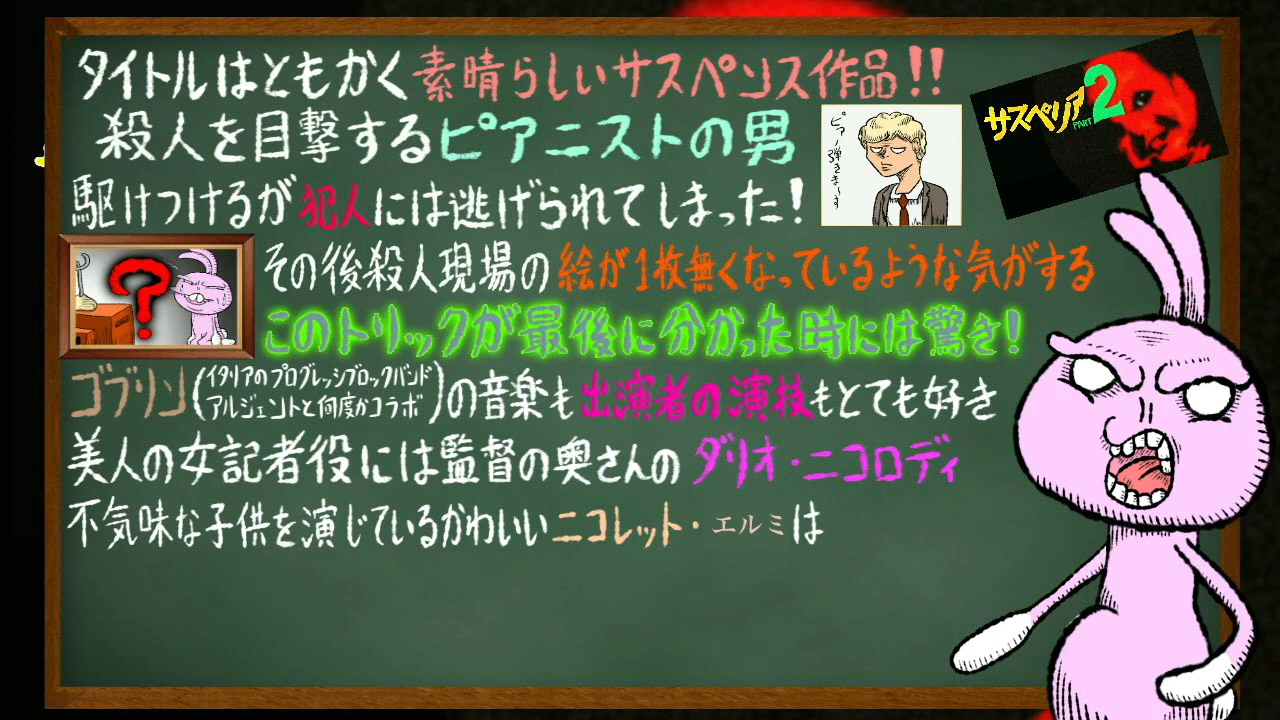 タイトルはともかく素晴らしいサスペンス作品!!
サスペリア
PART2
殺人を目撃するピアニストの男
ピアノ弾きま〜す
駆けつけるが犯人には逃げられてしまった!
その後殺人現場の絵が1枚無くなっているような気がする
?
このトリックが最後に分かった時には驚き!
ゴブリン(イタリアのプログレッシブロックバンド アルジェントと何度かコラボ)の音楽も出演者の演技もとても好き
美人の女記者役には監督の奥さんのダリオ・ニコロディ
不気味な子供を演じているかわいいニコレット・エルミは